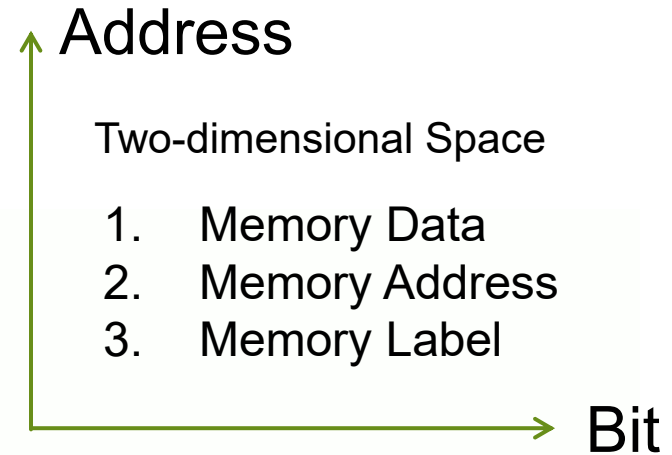 Address
Two-dimensional Space
1. Memory Data
2. Memory Address
3. Memory Label
Bit